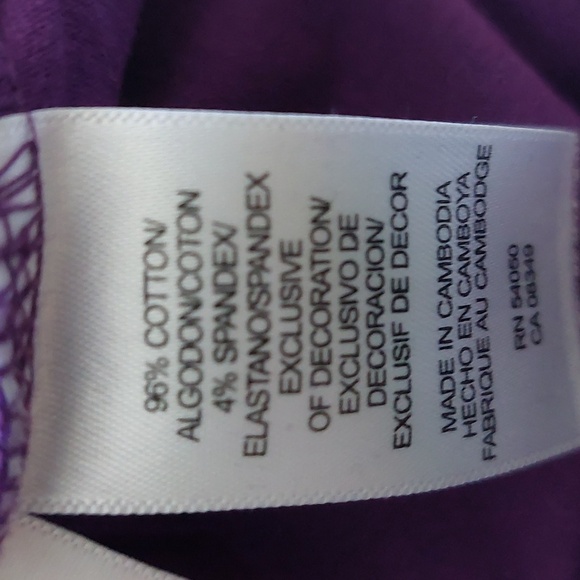 96% COTTON/
ALGODON/COTON
4% SPANDEX/
ELASTANO/SPANDEX
EXCLUSIVE
OF DECORATION/
EXCLUSIVO DE
DECORACION/
EXCLUSIF DE DECOR
MADE IN CAMBODIA
HECHO EN CAMBOYA
FABRIQUE AU CAMBODGE
RN 54050
CA 08349